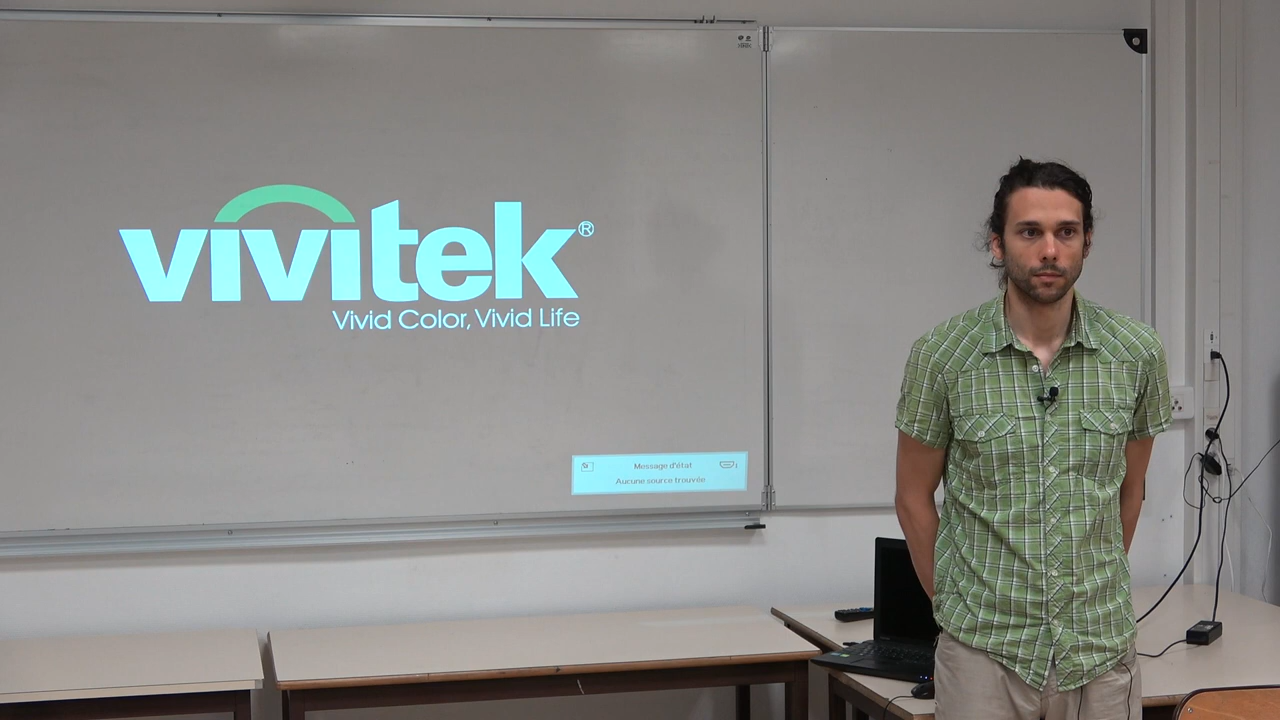 vivitek®
Vivid Color, Vivid Life
Message d'état
Aucune source trouvée